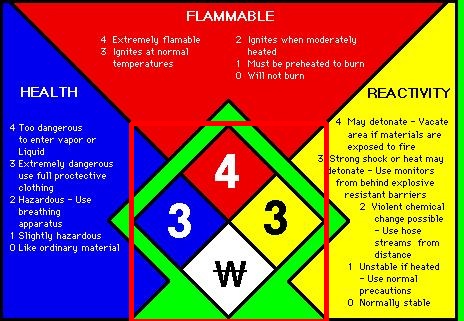 FLAMMABLE
4 Extremely flamable
3 Ignites at normal
temperatures
2 Ignites when moderately
heated
1 Must be preheated to burn
0 Will not burn
HEALTH
4 Too dangerous
to enter vapor or
Liquid
3 Extremely dangerous
use full proctective
clothing
2 Hazardous - Use
breathing
apparatus
1 Slightly hazardous
0 Like ordinary material
REACTIVITY
4 May detonate - Vacate
area if materials are
exposed to fire
3 Strong shock or heat may
detonate - Use monitors
from behind explosive
resistant barriers
2 Violent chemical
change possible
- Use hose
streams from
distance
1 Unstable if heated
- Use normal
precautions
0 Normally stable
4
3
3
W